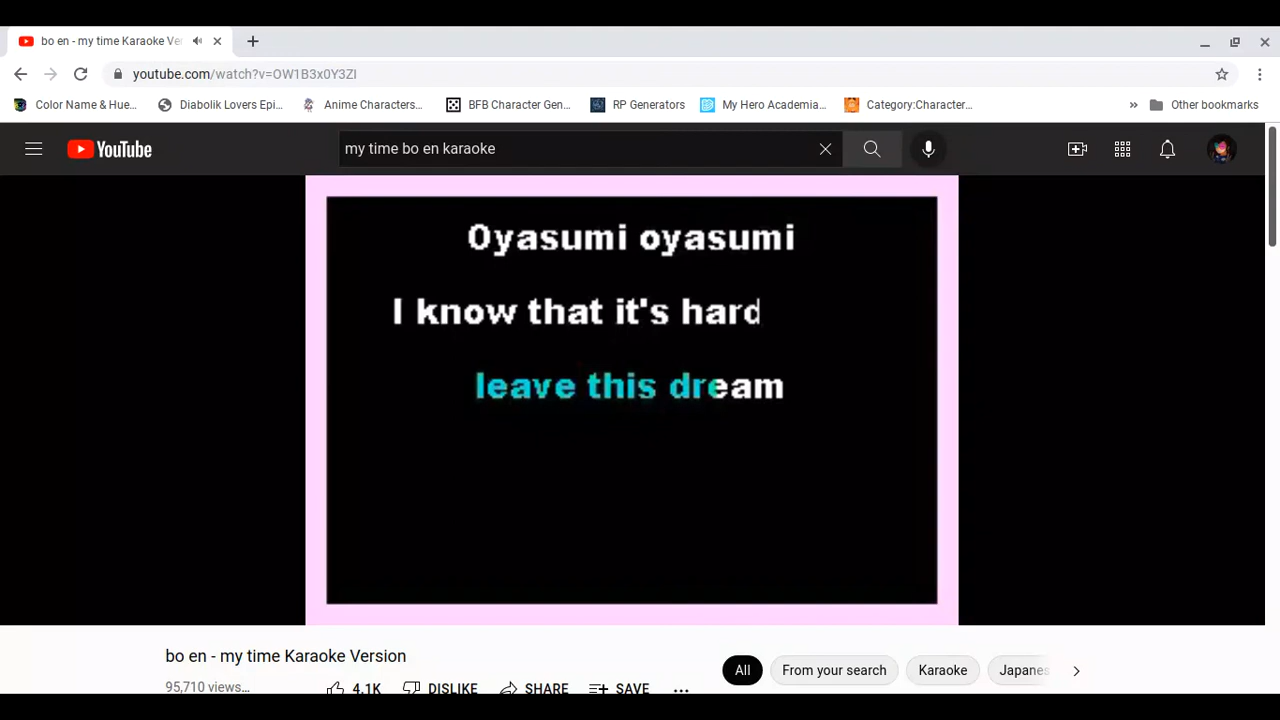 bo en - my time Karaoke Ver
youtube.com/watch?v=OW1B3x0Y3ZI
Color Name & Hue...
Diabolik Lovers Epi...
Anime Characters...
BFB Character Gen...
RP Generators
My Hero Academia...
Category:Character...
»
Other bookmarks
YouTube
my time bo en karaoke
Oyasumi oyasumi
I know that it's hard
leave this dream
bo en - my time Karaoke Version
All
From your search
Karaoke
Japanes
95,710 views...
4.1K
DISLIKE
SHARE
SAVE
...